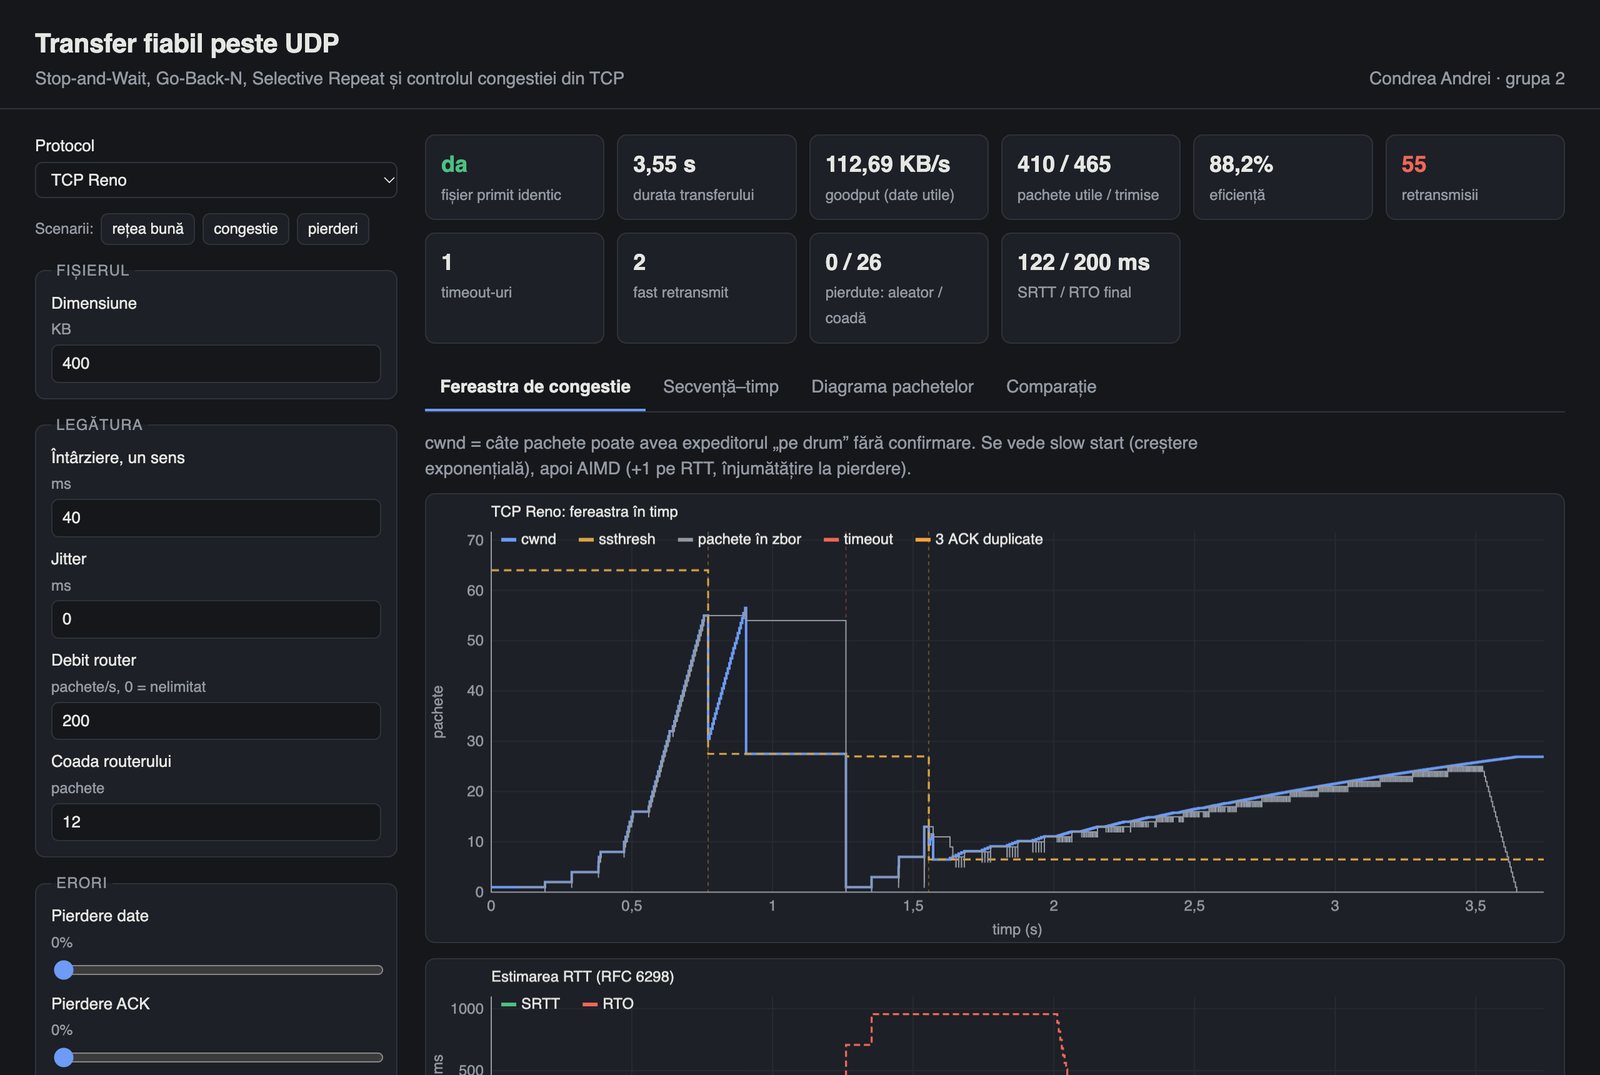 Transfer fiabil peste UDP
Stop-and-Wait, Go-Back-N, Selective Repeat și controlul congestiei din TCP
Condrea Andrei · grupa 2
Protocol
TCP Reno
Scenarii: rețea bună congestie pierderi
FIȘIERUL
Dimensiune
KB
400
LEGĂTURA
Întârziere, un sens
ms
40
Jitter
ms
0
Debit router
pachete/s, 0 = nelimitat
200
Coada routerului
pachete
12
ERORI
Pierdere date
0%
Pierdere ACK
0%
da
fișier primit identic
3,55 s
durata transferului
112,69 KB/s
goodput (date utile)
410 / 465
pachete utile / trimise
88,2%
eficiență
55
retransmisii
1
timeout-uri
2
fast retransmit
0 / 26
pierdute: aleator /
coadă
122 / 200 ms
SRTT / RTO final
Fereastra de congestie Secvență–timp Diagrama pachetelor Comparație
cwnd = câte pachete poate avea expeditorul „pe drum” fără confirmare. Se vede slow start (creștere
exponențială), apoi AIMD (+1 pe RTT, înjumătățire la pierdere).
TCP Reno: fereastra în timp
cwnd ssthresh pachete în zbor timeout 3 ACK duplicate
70
60
50
40
30
20
10
0
pachete
0 0,5 1 1,5 2 2,5 3 3,5
timp (s)
Estimarea RTT (RFC 6298)
SRTT RTO
1000
500
ms